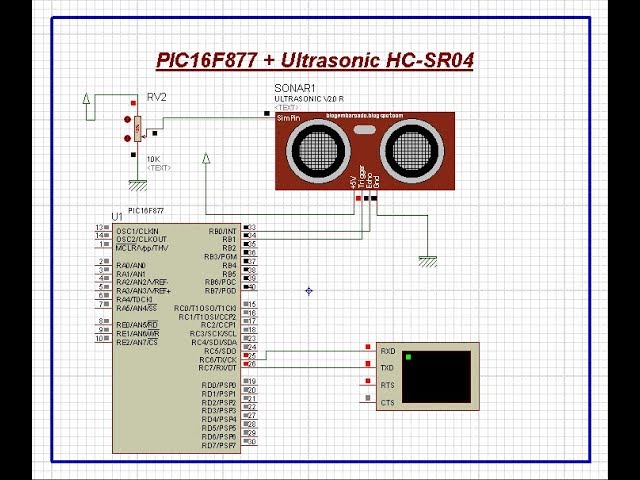 PIC16F877 + Ultrasonic HC-SR04
RV2
10K
<TEXT>
SONAR1
ULTRASONIC V2.0 R
<TEXT>
SimPin
+5V
Trigger
Echo
Gnd
U1
PIC16F877
13 OSC1/CLKIN
14 OSC2/CLKOUT
1 MCLR/Vpp/THV
2 RA0/AN0
3 RA1/AN1
4 RA2/AN2/VREF-
5 RA3/AN3/VREF+
6 RA4/T0CKI
7 RA5/AN4/SS
8 RE0/AN5/RD
9 RE1/AN6/WR
10 RE2/AN7/CS
RB0/INT 33
RB1 34
RB2 35
RB3/PGM 36
RB4 37
RB5 38
RB6/PGC 39
RB7/PGD 40
RC0/T1OSO/T1CKI 15
RC1/T1OSI/CCP2 16
RC2/CCP1 17
RC3/SCK/SCL 18
RC4/SDI/SDA 23
RC5/SDO 24
RC6/TX/CK 25
RC7/RX/DT 26
RD0/PSP0 19
RD1/PSP1 20
RD2/PSP2 21
RD3/PSP3 22
RD4/PSP4 27
RD5/PSP5 28
RD6/PSP6 29
RD7/PSP7 30
RXD
TXD
RTS
CTS